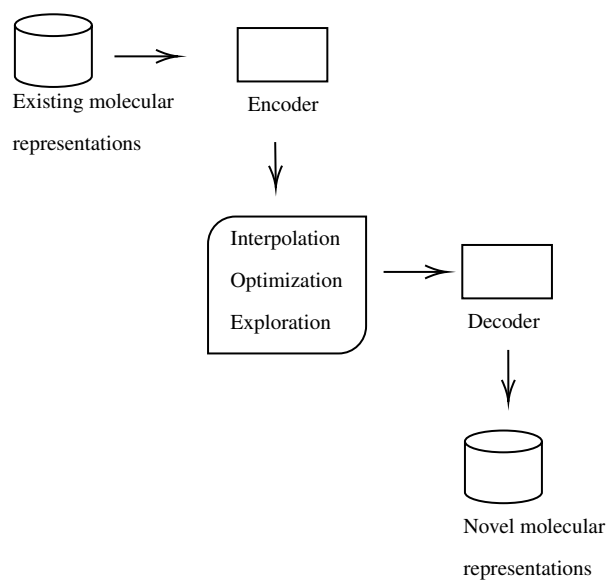 Existing molecular
representations
Encoder
Interpolation
Optimization
Exploration
Decoder
Novel molecular
representations